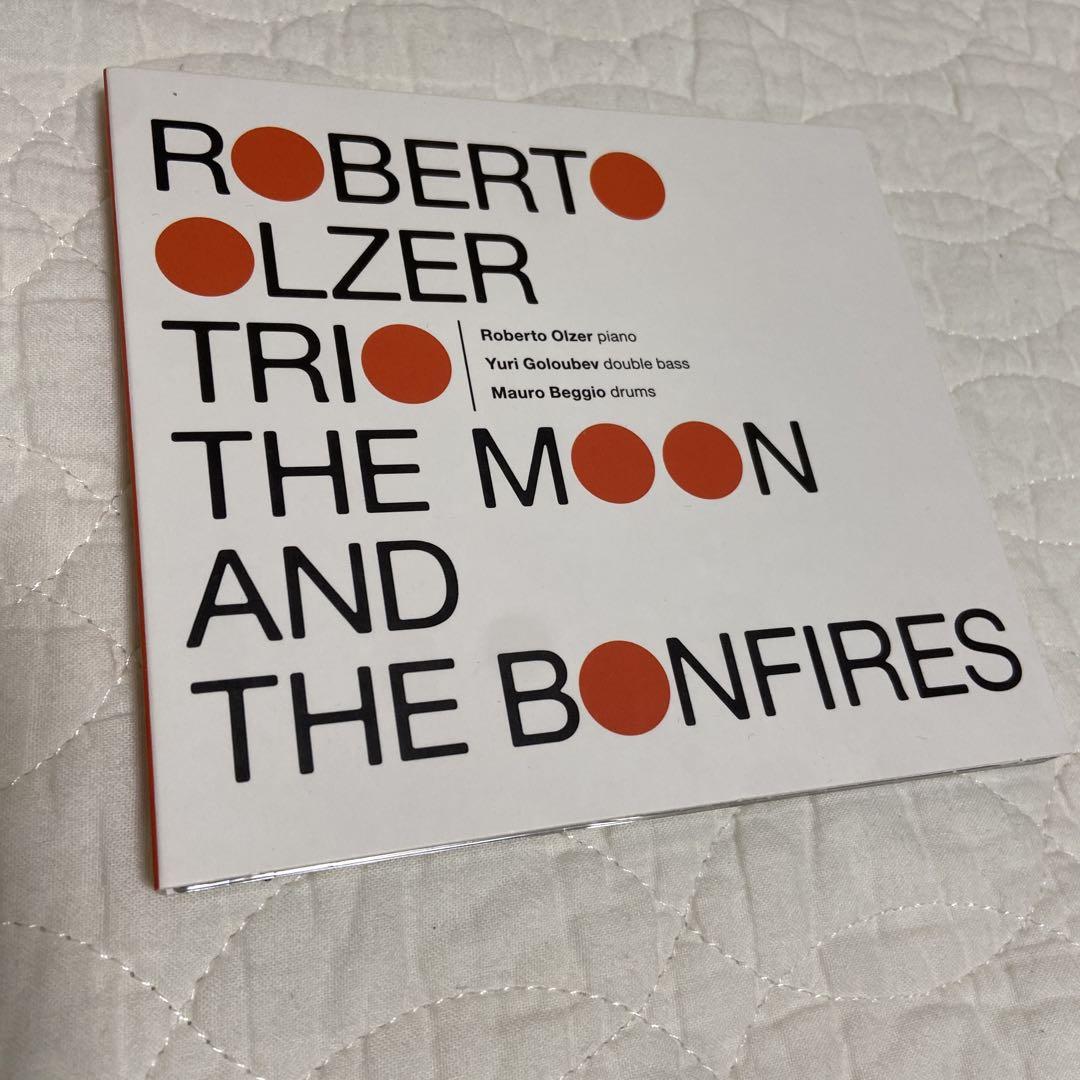 ROBERTO
OLZER
TRIO
Roberto Olzer piano
Yuri Goloubev double bass
Mauro Beggio drums
THE MOON
AND
THE BONFIRES